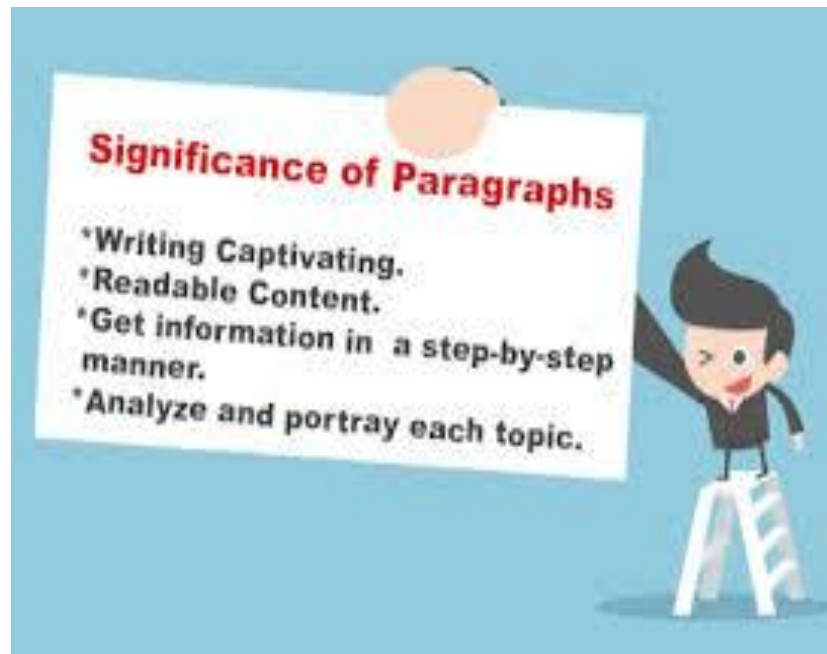 Significance of Paragraphs
*Writing Captivating.
*Readable Content.
*Get information in a step-by-step
manner.
*Analyze and portray each topic.